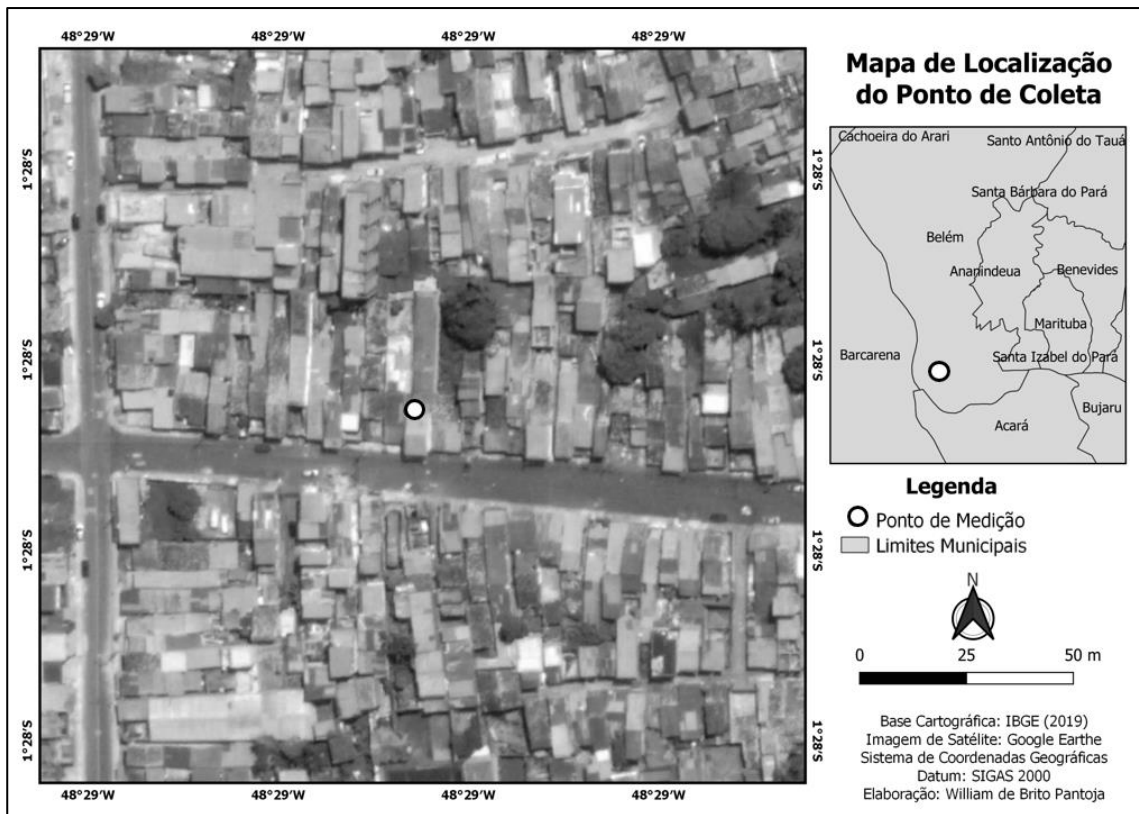 48°29'W 48°29'W 48°29'W 48°29'W
1°28'S
1°28'S
1°28'S
1°28'S
1°28'S
1°28'S
1°28'S
1°28'S
48°29'W 48°29'W 48°29'W 48°29'W
Mapa de Localização
do Ponto de Coleta
Cachoeira do Arari
Santo Antônio do Tauá
Santa Bárbara do Pará
Belém
Ananindeua
Benevides
Marituba
Barcarena
Santa Izabel do Pará
Bujaru
Acará
Legenda
Ponto de Medição
Limites Municipais
N
0 25 50 m
Base Cartográfica: IBGE (2019)
Imagem de Satélite: Google Earthe
Sistema de Coordenadas Geográficas
Datum: SIGAS 2000
Elaboração: William de Brito Pantoja